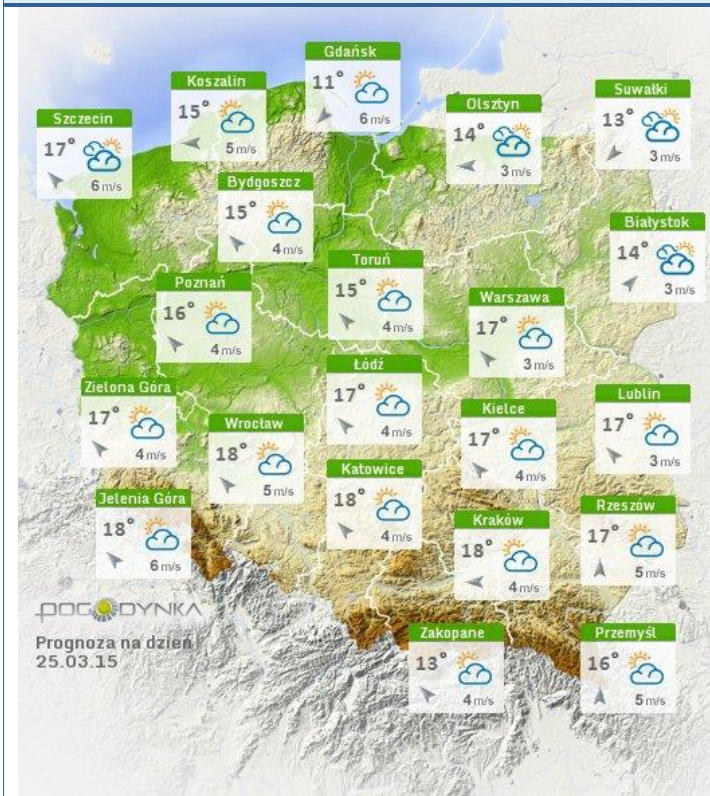 Gdańsk
11°
6 m/s
Koszalin
15°
5 m/s
Suwałki
13°
3 m/s
Olsztyn
14°
3 m/s
Szczecin
17°
6 m/s
Bydgoszcz
15°
4 m/s
Białystok
14°
3 m/s
Toruń
15°
4 m/s
Poznań
16°
4 m/s
Warszawa
17°
3 m/s
Łódź
17°
4 m/s
Zielona Góra
17°
4 m/s
Lublin
17°
3 m/s
Kielce
17°
4 m/s
Wrocław
18°
5 m/s
Katowice
18°
4 m/s
Jelenia Góra
18°
6 m/s
Rzeszów
17°
5 m/s
Kraków
18°
4 m/s
POGODYNKA
Prognoza na dzień
25.03.15
Zakopane
13°
4 m/s
Przemyśl
16°
5 m/s